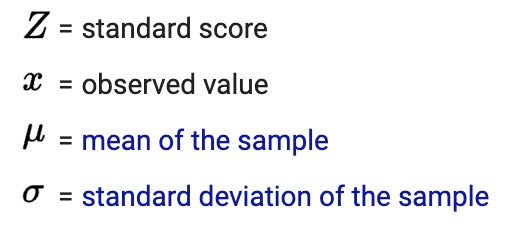 Z = standard score
x = observed value
μ = mean of the sample
σ = standard deviation of the sample